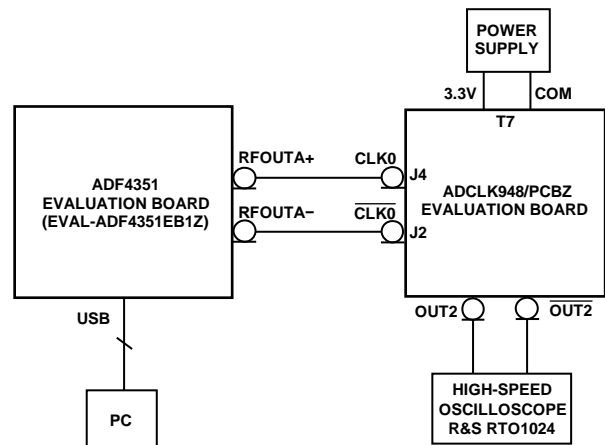 POWER
SUPPLY
3.3V
COM
T7
ADF4351
EVALUATION BOARD
(EVAL-ADF4351EB1Z)
RFOUTA+
CLK0
J4
RFOUTA−
CLK0
J2
ADCLK948/PCBZ
EVALUATION BOARD
USB
OUT2
OUT2
PC
HIGH-SPEED
OSCILLOSCOPE
R&S RTO1024